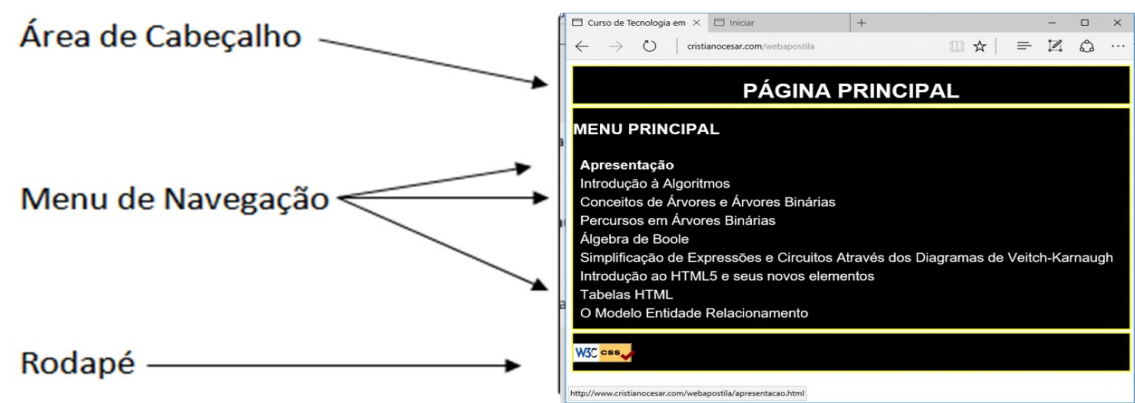 Área de Cabeçalho
Menu de Navegação
Rodapé
Curso de Tecnologia em
Iniciar
cristianocesar.com/webapostila
PÁGINA PRINCIPAL
MENU PRINCIPAL
Apresentação
Introdução à Algoritmos
Conceitos de Árvores e Árvores Binárias
Percursos em Árvores Binárias
Álgebra de Boole
Simplificação de Expressões e Circuitos Através dos Diagramas de Veitch-Karnaugh
Introdução ao HTML5 e seus novos elementos
Tabelas HTML
O Modelo Entidade Relacionamento
W3C css
http://www.cristianocesar.com/webapostila/apresentacao.html